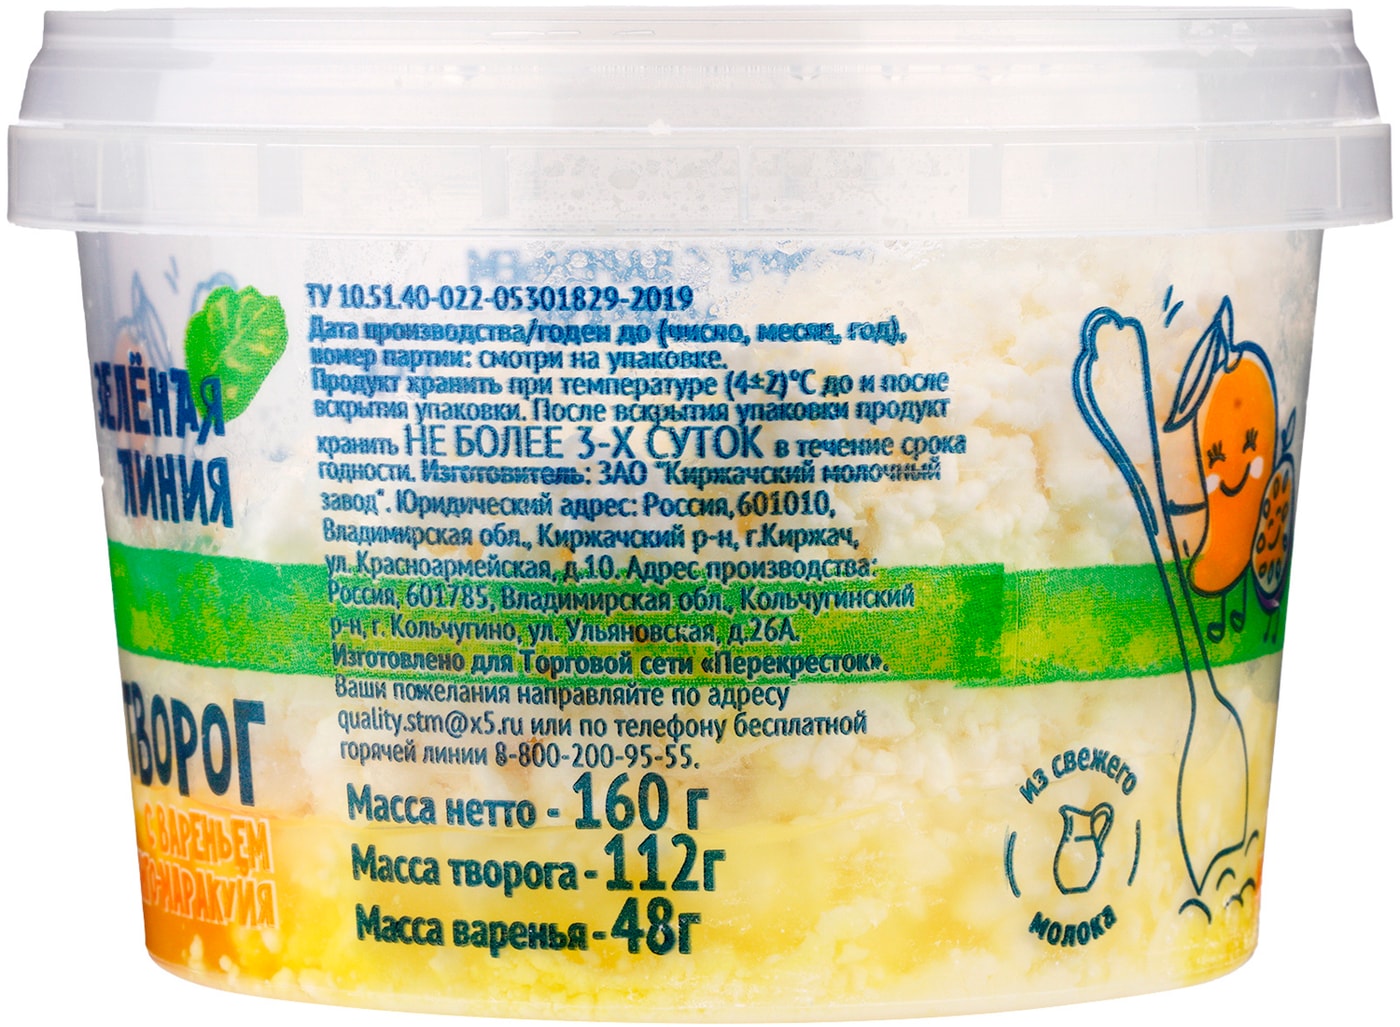 ЗЕЛЁНАЯ
ЛИНИЯ
ТВОРОГ
С ВАРЕНЬЕМ
МАРАКУЙЯ
ТУ 10.51.40-022-05301829-2019
Дата производства/годен до (число, месяц, год),
номер партии: смотри на упаковке.
Продукт хранить при температуре (4±2)°С до и после
вскрытия упаковки. После вскрытия упаковки продукт
хранить НЕ БОЛЕЕ 3-Х СУТОК в течение срока
годности. Изготовитель: ЗАО "Киржачский молочный
завод". Юридический адрес: Россия,601010,
Владимирская обл., Киржачский р-н, г.Киржач,
ул.Красноармейская, д.10. Адрес производства:
Россия, 601785, Владимирская обл., Кольчугинский
р-н, г. Кольчугино, ул. Ульяновская, д.26А.
Изготовлено для Торговой сети «Перекресток».
Ваши пожелания направляйте по адресу
quality.stm@x5.ru или по телефону бесплатной
горячей линии 8-800-200-95-55.
Масса нетто - 160 г
Масса творога - 112г
Масса варенья - 48г
из свежего
молока